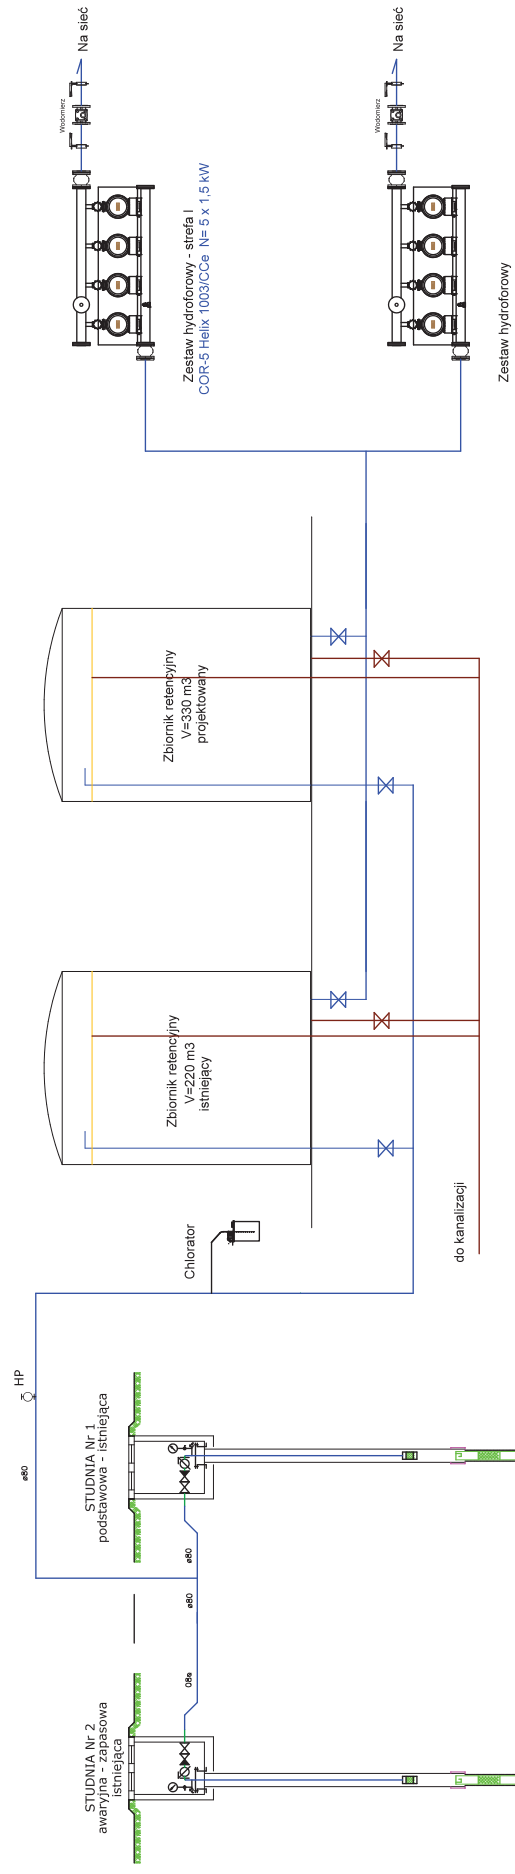 STUDNIA Nr 2
awaryjna - zapasowa
istniejąca
ø80
ø80
ø80
STUDNIA Nr 1
podstawowa - istniejąca
ø80
HP
Chlorator
do kanalizacji
Zbiornik retencyjny
V=220 m3
istniejący
Zbiornik retencyjny
V=330 m3
projektowany
Zestaw hydroforowy - strefa I
COR-5 Helix 1003/CCe N= 5 x 1,5 kW
Wodomierz
Na sieć
Zestaw hydroforowy
Wodomierz
Na sieć